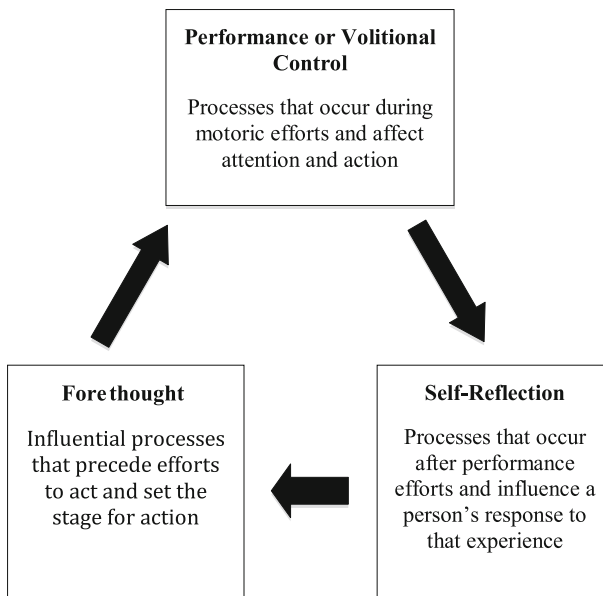 Performance or Volitional
Control
Processes that occur during
motoric efforts and affect
attention and action
Forethought
Influential processes
that precede efforts
to act and set the
stage for action
Self-Reflection
Processes that occur
after performance
efforts and influence a
person’s response to
that experience